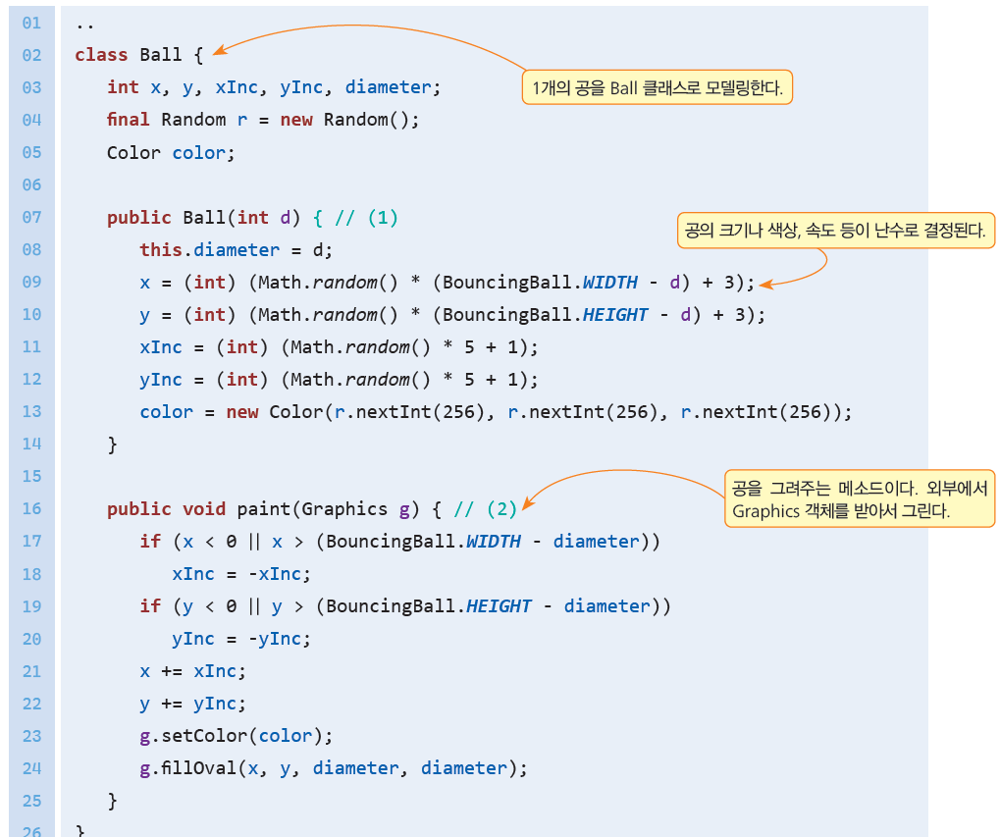 01 ..
02 class Ball {
1개의 공을 Ball 클래스로 모델링한다.
03 int x, y, xInc, yInc, diameter;
04 final Random r = new Random();
05 Color color;
06
07 public Ball(int d) { // (1)
공의 크기나 색상, 속도 등이 난수로 결정된다.
08 this.diameter = d;
09 x = (int) (Math.random() * (BouncingBall.WIDTH - d) + 3);
10 y = (int) (Math.random() * (BouncingBall.HEIGHT - d) + 3);
11 xInc = (int) (Math.random() * 5 + 1);
12 yInc = (int) (Math.random() * 5 + 1);
13 color = new Color(r.nextInt(256), r.nextInt(256), r.nextInt(256));
14 }
15
공을 그려주는 메소드이다. 외부에서
Graphics 객체를 받아서 그린다.
16 public void paint(Graphics g) { // (2)
17 if (x < 0 || x > (BouncingBall.WIDTH - diameter))
18 xInc = -xInc;
19 if (y < 0 || y > (BouncingBall.HEIGHT - diameter))
20 yInc = -yInc;
21 x += xInc;
22 y += yInc;
23 g.setColor(color);
24 g.fillOval(x, y, diameter, diameter);
25 }
26 }